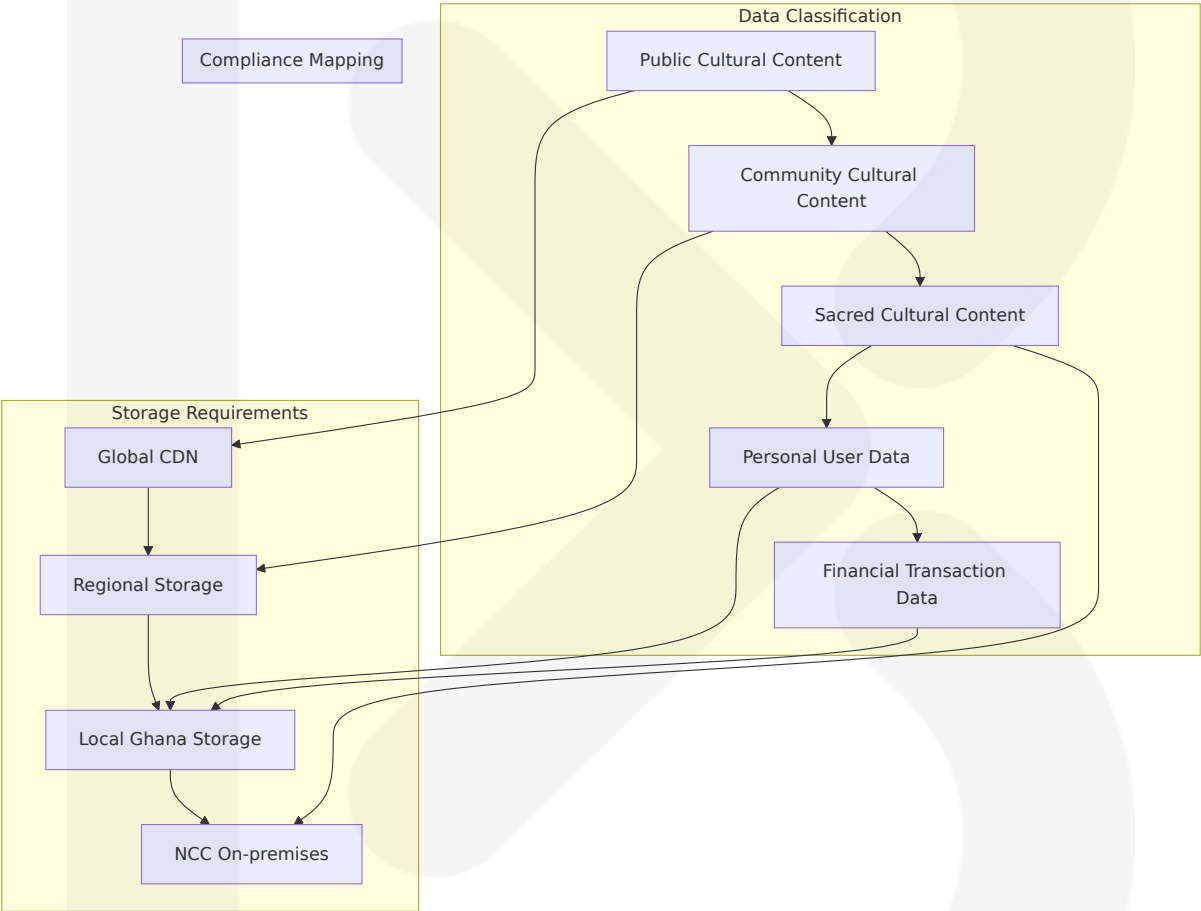 Data Classification
Compliance Mapping
Public Cultural Content
Community Cultural
Content
Sacred Cultural Content
Storage Requirements
Global CDN
Personal User Data
Regional Storage
Financial Transaction
Data
Local Ghana Storage
NCC On-premises